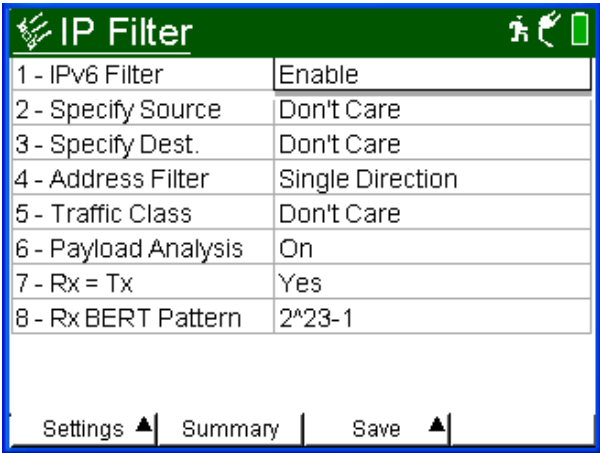 IP Filter
1 - IPv6 Filter Enable
2 - Specify Source Don't Care
3 - Specify Dest. Don't Care
4 - Address Filter Single Direction
5 - Traffic Class Don't Care
6 - Payload Analysis On
7 - Rx = Tx Yes
8 - Rx BERT Pattern 2^23-1
Settings ▲ Summary Save ▲